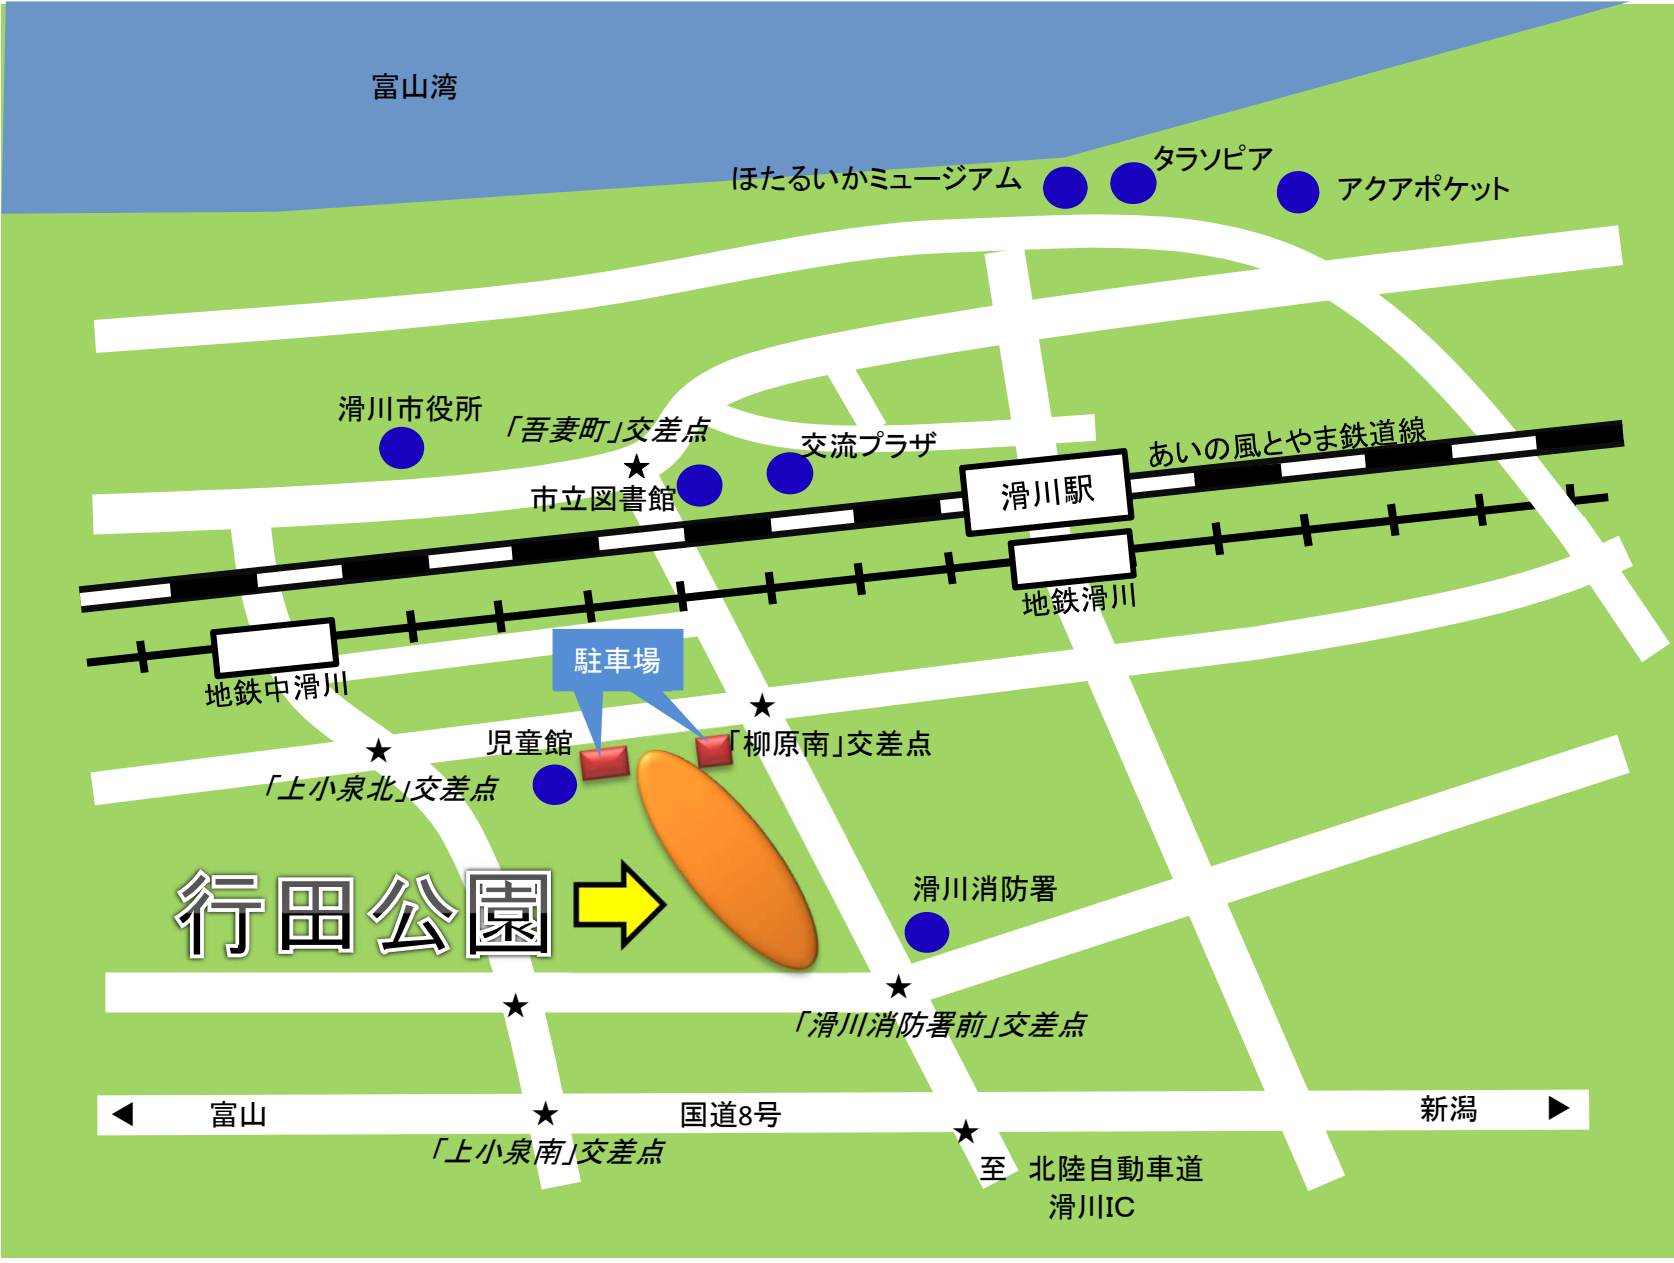 富山湾
タラソピア
ほたるいかミュージアム
アクアポケット
滑川市役所
「吾妻町」交差点
交流プラザ
あいの風とやま鉄道線
市立図書館
滑川駅
地鉄滑川
駐車場
地鉄中滑川
児童館
「柳原南」交差点
「上小泉北」交差点
行田公園
滑川消防署
「滑川消防署前」交差点
富山
国道8号
新潟
「上小泉南」交差点
至 北陸自動車道
滑川IC